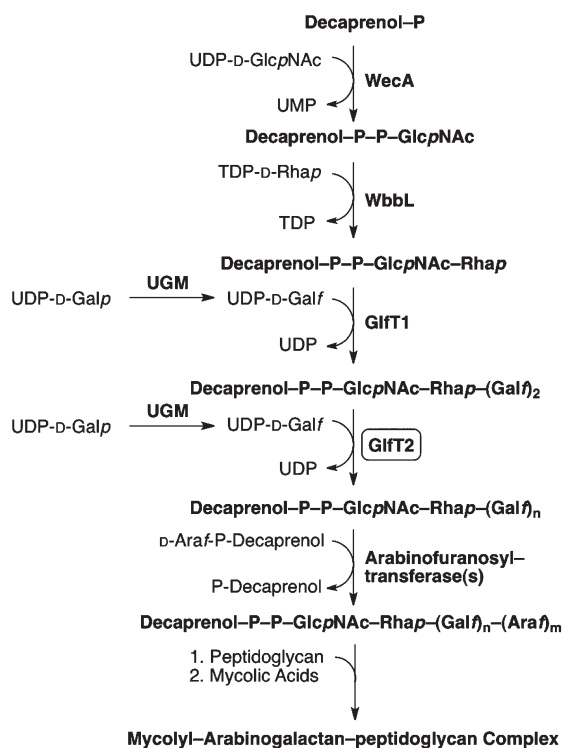 Decaprenol–P
UDP-D-GlcpNAc
WecA
UMP
Decaprenol–P–P–GlcpNAc
TDP-D-Rhap
WbbL
TDP
Decaprenol–P–P–GlcpNAc–Rhap
UGM
UDP-D-Galp
UDP-D-Galf
GlfT1
UDP
Decaprenol–P–P–GlcpNAc–Rhap–(Galf)2
UGM
UDP-D-Galp
UDP-D-Galf
GlfT2
UDP
Decaprenol–P–P–GlcpNAc–Rhap–(Galf)n
D-Araf-P-Decaprenol
Arabinofuranosyl–
transferase(s)
P-Decaprenol
Decaprenol–P–P–GlcpNAc–Rhap–(Galf)n–(Araf)m
1. Peptidoglycan
2. Mycolic Acids
Mycolyl–Arabinogalactan–peptidoglycan Complex